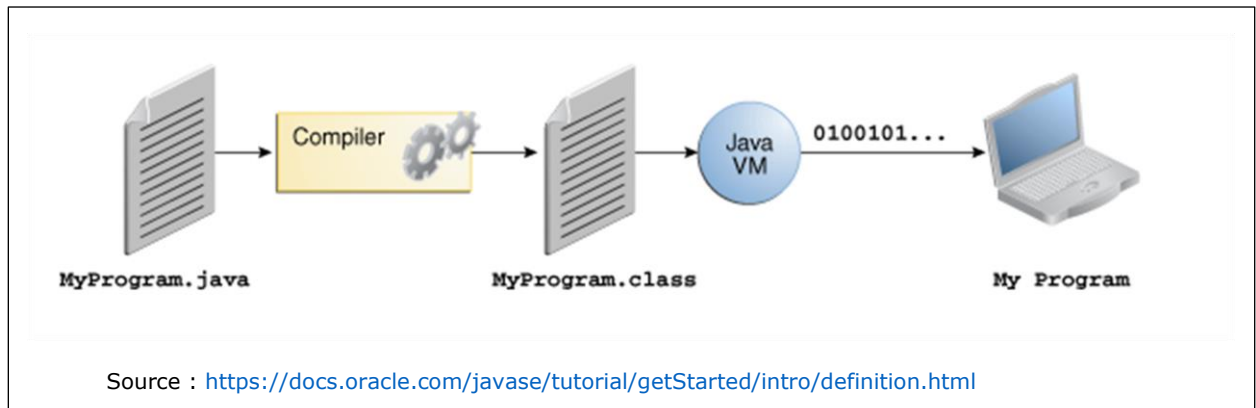 Compiler
Java
VM
0100101...
MyProgram.java
MyProgram.class
My Program
Source : https://docs.oracle.com/javase/tutorial/getStarted/intro/definition.html